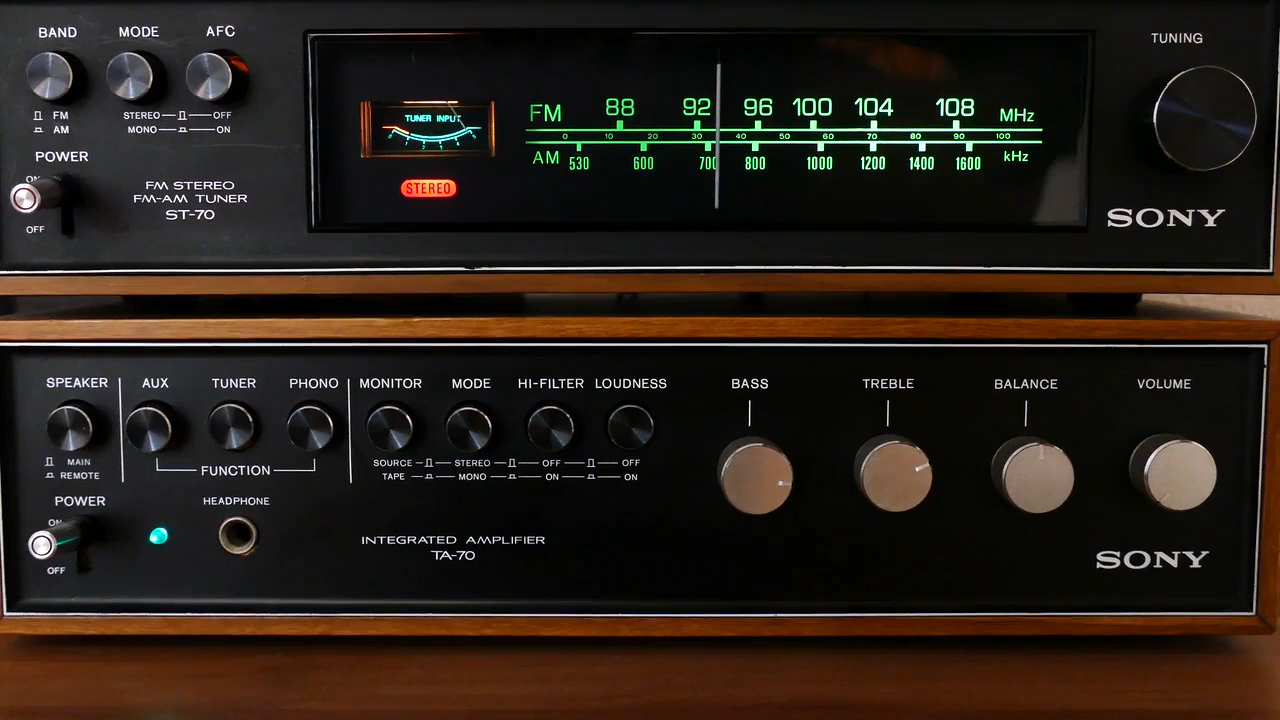 BAND MODE AFC
FM STEREO OFF
AM MONO ON
POWER
ON
OFF
FM STEREO
FM-AM TUNER
ST-70
TUNER INPUT
STEREO
FM 88 92 96 100 104 108 MHz
0 10 20 30 40 50 60 70 80 90 100
AM 530 600 700 800 1000 1200 1400 1600 kHz
TUNING
SONY
SPEAKER AUX TUNER PHONO MONITOR MODE HI-FILTER LOUDNESS BASS TREBLE BALANCE VOLUME
MAIN
REMOTE
FUNCTION
SOURCE STEREO OFF OFF
TAPE MONO ON ON
POWER
ON
OFF
HEADPHONE
INTEGRATED AMPLIFIER
TA-70
SONY